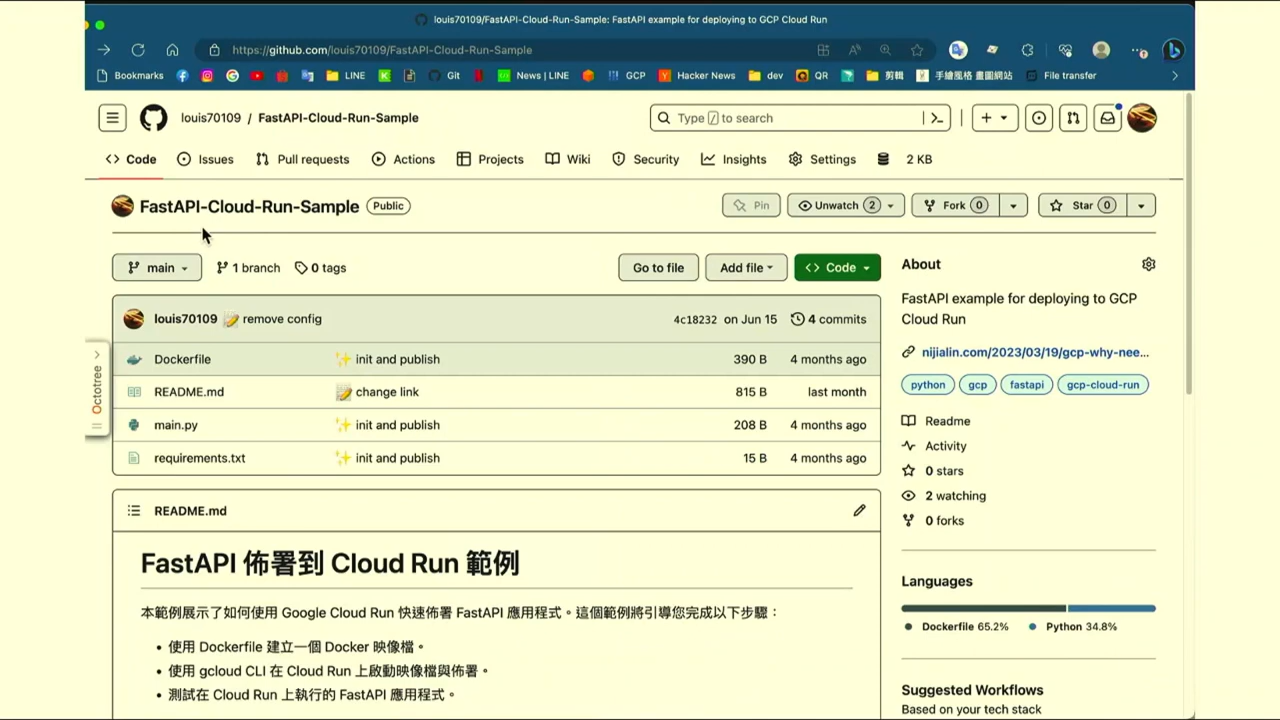 louis70109/FastAPI-Cloud-Run-Sample: FastAPI example for deploying to GCP Cloud Run
https://github.com/louis70109/FastAPI-Cloud-Run-Sample
Bookmarks LINE Git News | LINE GCP Hacker News dev QR 剪輯 手繪風格 畫圖網站 File transfer
louis70109 / FastAPI-Cloud-Run-Sample
Type / to search
Code Issues Pull requests Actions Projects Wiki Security Insights Settings 2 KB
FastAPI-Cloud-Run-Sample Public
Pin Unwatch 2 Fork 0 Star 0
main 1 branch 0 tags Go to file Add file Code
louis70109 remove config 4c18232 on Jun 15 4 commits
Dockerfile init and publish 390 B 4 months ago
README.md change link 815 B last month
main.py init and publish 208 B 4 months ago
requirements.txt init and publish 15 B 4 months ago
Octotree
README.md
FastAPI 佈署到 Cloud Run 範例
本範例展示了如何使用 Google Cloud Run 快速佈署 FastAPI 應用程式。這個範例將引導您完成以下步驟：
• 使用 Dockerfile 建立一個 Docker 映像檔。
• 使用 gcloud CLI 在 Cloud Run 上啟動映像檔與佈署。
• 測試在 Cloud Run 上執行的 FastAPI 應用程式。
About
FastAPI example for deploying to GCP
Cloud Run
nijialin.com/2023/03/19/gcp-why-nee...
python gcp fastapi gcp-cloud-run
Readme
Activity
0 stars
2 watching
0 forks
Languages
Dockerfile 65.2% Python 34.8%
Suggested Workflows
Based on your tech stack